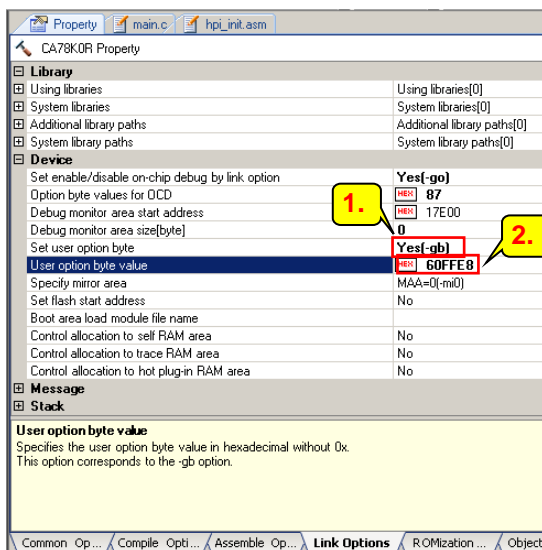 Property main.c hpi_init.asm
CA78K0R Property
Library
Using libraries Using libraries[0]
System libraries System libraries[0]
Additional library paths Additional library paths[0]
System library paths System library paths[0]
Device
Set enable/disable on-chip debug by link option Yes(-go)
Option byte values for OCD HEX 87
Debug monitor area start address HEX 17E00
Debug monitor area size[byte] 0
1.
Set user option byte Yes(-gb)
2.
User option byte value HEX 60FFE8
Specify mirror area MAA=0(-mi0)
Set flash start address No
Boot area load module file name
Control allocation to self RAM area No
Control allocation to trace RAM area No
Control allocation to hot plug-in RAM area No
Message
Stack
User option byte value
Specifies the user option byte value in hexadecimal without 0x.
This option corresponds to the -gb option.
Common Op... Compile Opti... Assemble Op... Link Options ROMization ... Object